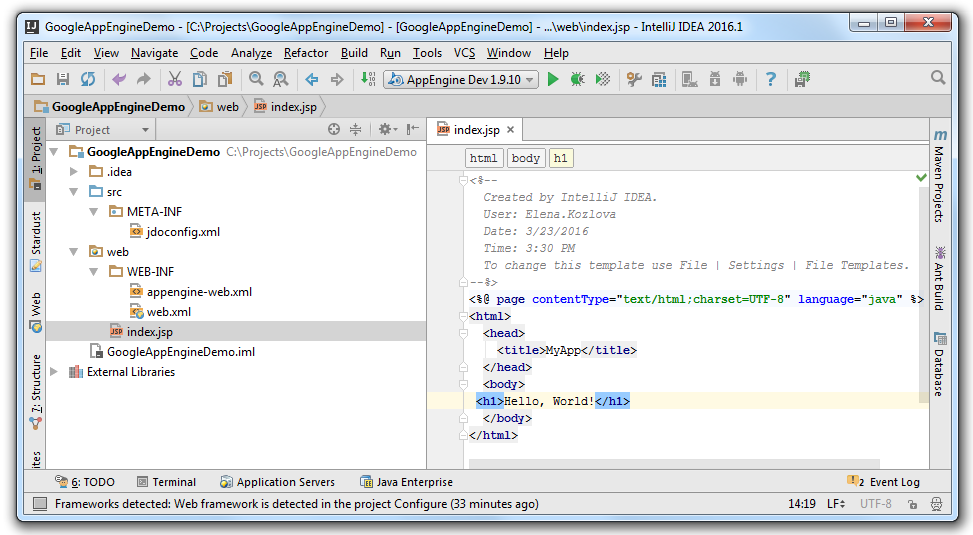 GoogleAppEngineDemo - [C:\Projects\GoogleAppEngineDemo] - [GoogleAppEngineDemo] - ...\web\index.jsp - IntelliJ IDEA 2016.1
File Edit View Navigate Code Analyze Refactor Build Run Tools VCS Window Help
AppEngine Dev 1.9.10
GoogleAppEngineDemo web index.jsp
1: Project
Stardust
Web
7: Structure
ites
Project
GoogleAppEngineDemo C:\Projects\GoogleAppEngineDemo
.idea
src
META-INF
jdoconfig.xml
web
WEB-INF
appengine-web.xml
web.xml
index.jsp
GoogleAppEngineDemo.iml
External Libraries
index.jsp
html body h1
<%--
Created by IntelliJ IDEA.
User: Elena.Kozlova
Date: 3/23/2016
Time: 3:30 PM
To change this template use File | Settings | File Templates.
--%>
<%@ page contentType="text/html;charset=UTF-8" language="java" %>
<html>
<head>
<title>MyApp</title>
</head>
<body>
<h1>Hello, World!</h1>
</body>
</html>
Maven Projects
Ant Build
Database
6: TODO Terminal Application Servers Java Enterprise 2 Event Log
Frameworks detected: Web framework is detected in the project Configure (33 minutes ago) 14:19 LF UTF-8